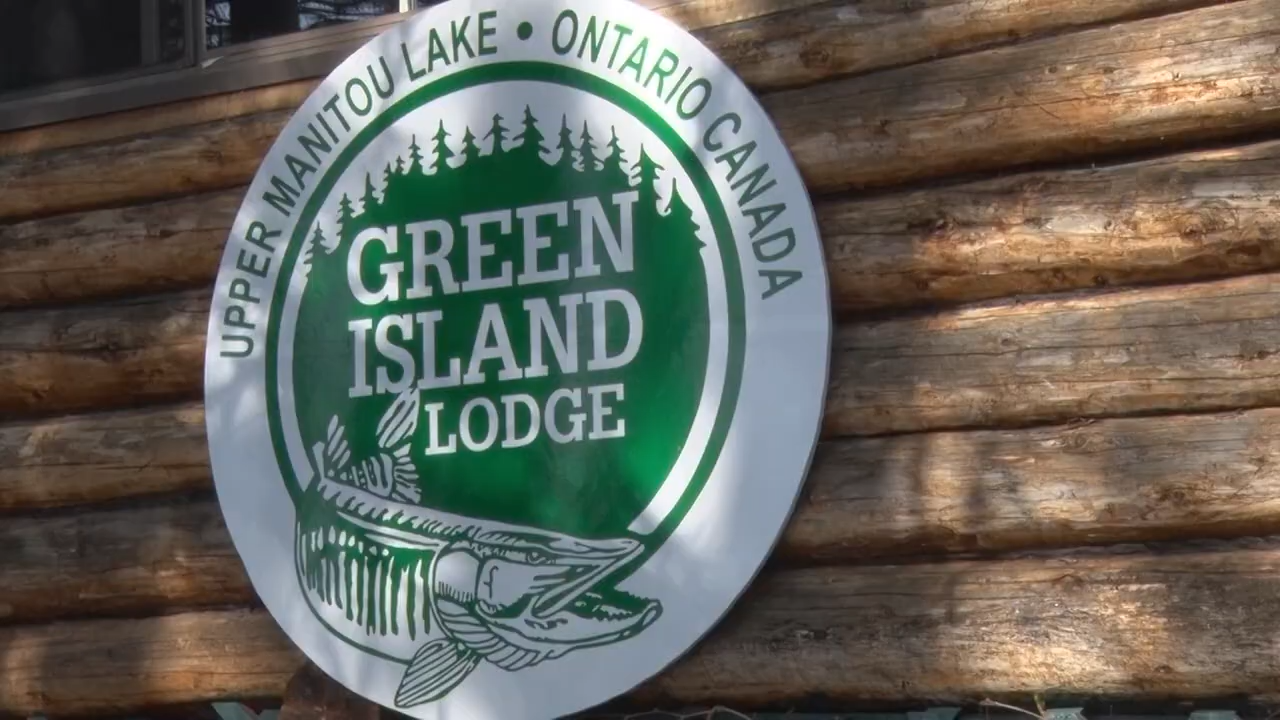 UPPER MANITOU LAKE • ONTARIO CANADA
GREEN
ISLAND
LODGE